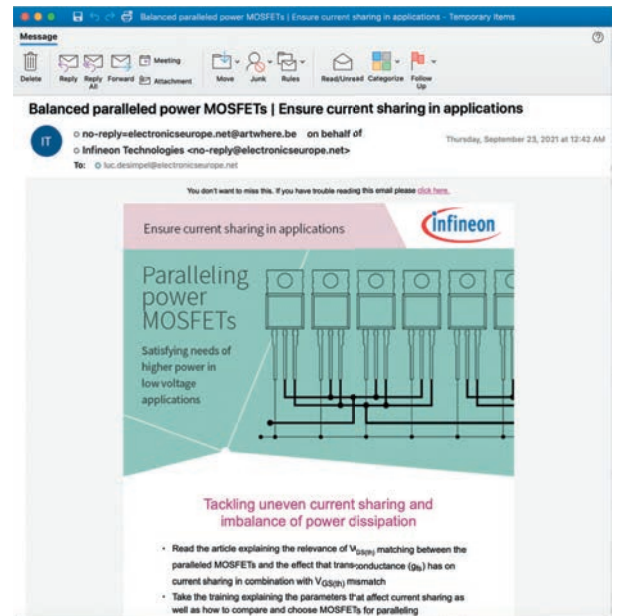 Balanced paralleled power MOSFETs | Ensure current sharing in applications - Temporary Items
Message
Meeting
Attachment
Delete Reply Reply All Forward Move Junk Rules Read/Unread Categorize Follow Up
Balanced paralleled power MOSFETs | Ensure current sharing in applications
IT
no-reply=electronicseurope.net@artwhere.be on behalf of
Thursday, September 23, 2021 at 12:42 AM
Infineon Technologies <no-reply@electronicseurope.net>
To: luc.desimpel@electronicseurope.net
You don't want to miss this. If you have trouble reading this email please click here.
Ensure current sharing in applications
infineon
Paralleling
power
MOSFETs
Satisfying needs of
higher power in
low voltage
applications
Tackling uneven current sharing and
imbalance of power dissipation
• Read the article explaining the relevance of VGS(th) matching between the
paralleled MOSFETs and the effect that transconductance (gfs) has on
current sharing in combination with VGS(th) mismatch
• Take the training explaining the parameters that affect current sharing as
well as how to compare and choose MOSFETs for paralleling